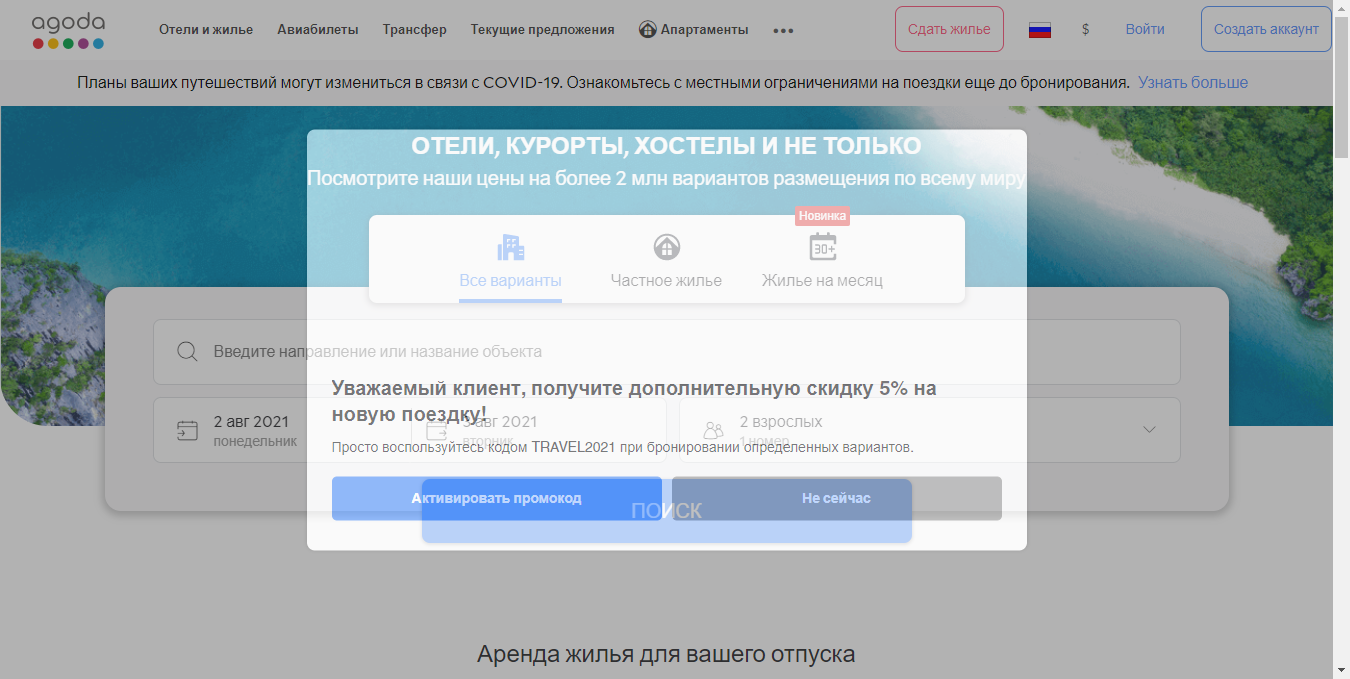 agoda
Отели и жилье
Авиабилеты
Трансфер
Текущие предложения
Апартаменты
Сдать жилье
$
Войти
Создать аккаунт
Планы ваших путешествий могут измениться в связи с COVID-19. Ознакомьтесь с местными ограничениями на поездки еще до бронирования. Узнать больше
ОТЕЛИ, КУРОРТЫ, ХОСТЕЛЫ И НЕ ТОЛЬКО
Посмотрите наши цены на более 2 млн вариантов размещения по всему миру
Новинка
30+
Все варианты
Частное жилье
Жилье на месяц
Введите направление или название объекта
Уважаемый клиент, получите дополнительную скидку 5% на
новую поездку!
2 авг 2021
понедельник
3 авг 2021
вторник
2 взрослых
1 номер
Просто воспользуйтесь кодом TRAVEL2021 при бронировании определенных вариантов.
Активировать промокод
Не сейчас
ПОИСК
Аренда жилья для вашего отпуска